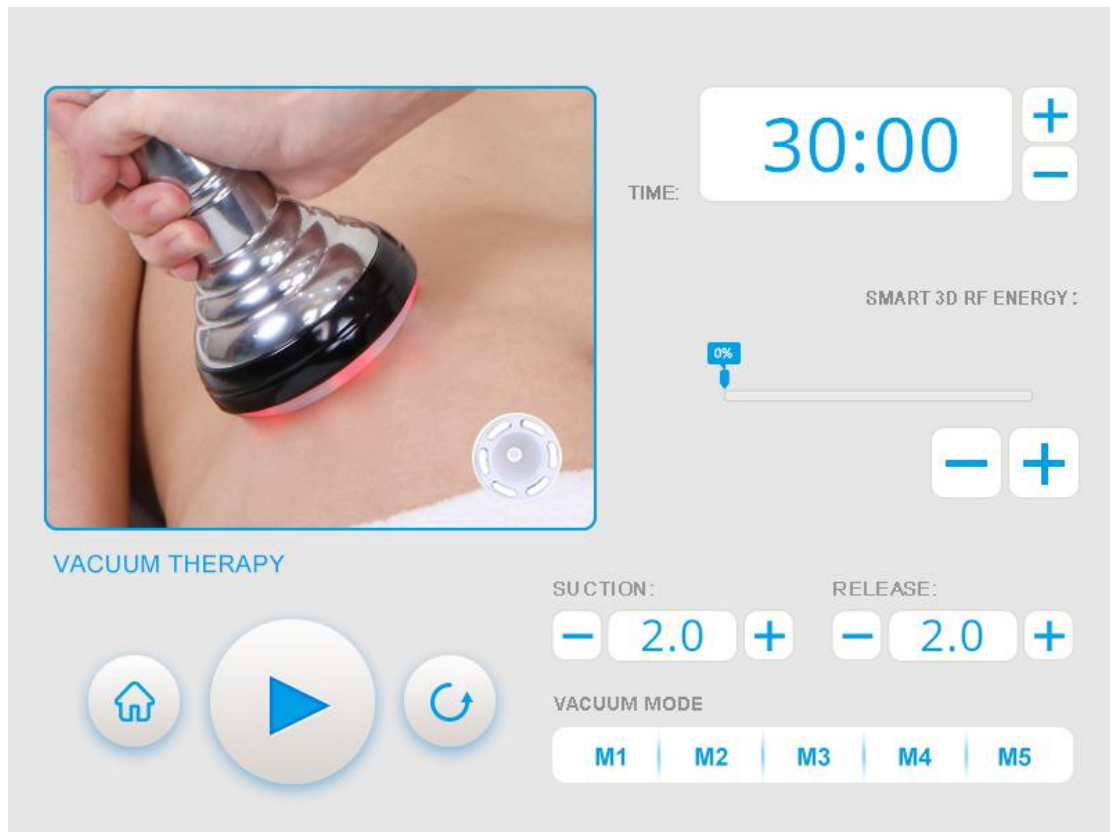 30:00
TIME:
SMART 3D RF ENERGY:
0%
VACUUM THERAPY
SUCTION: RELEASE:
2.0 2.0
VACUUM MODE
M1 M2 M3 M4 M5